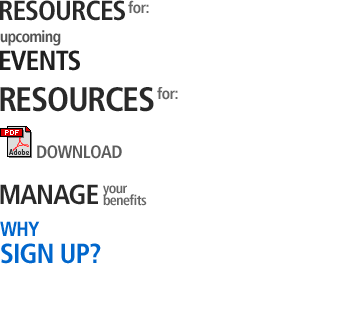 RESOURCES for:
upcoming
EVENTS
RESOURCES for:
PDF
Adobe DOWNLOAD
MANAGE your benefits
WHY
SIGN UP?